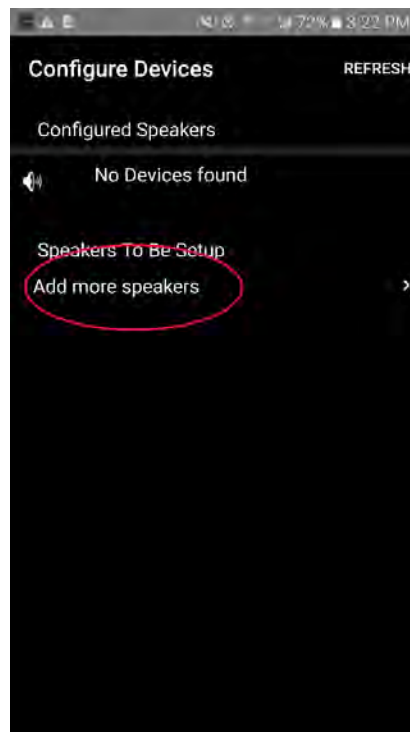 72% 3:22 PM
Configure Devices REFRESH
Configured Speakers
No Devices found
Speakers To Be Setup
Add more speakers